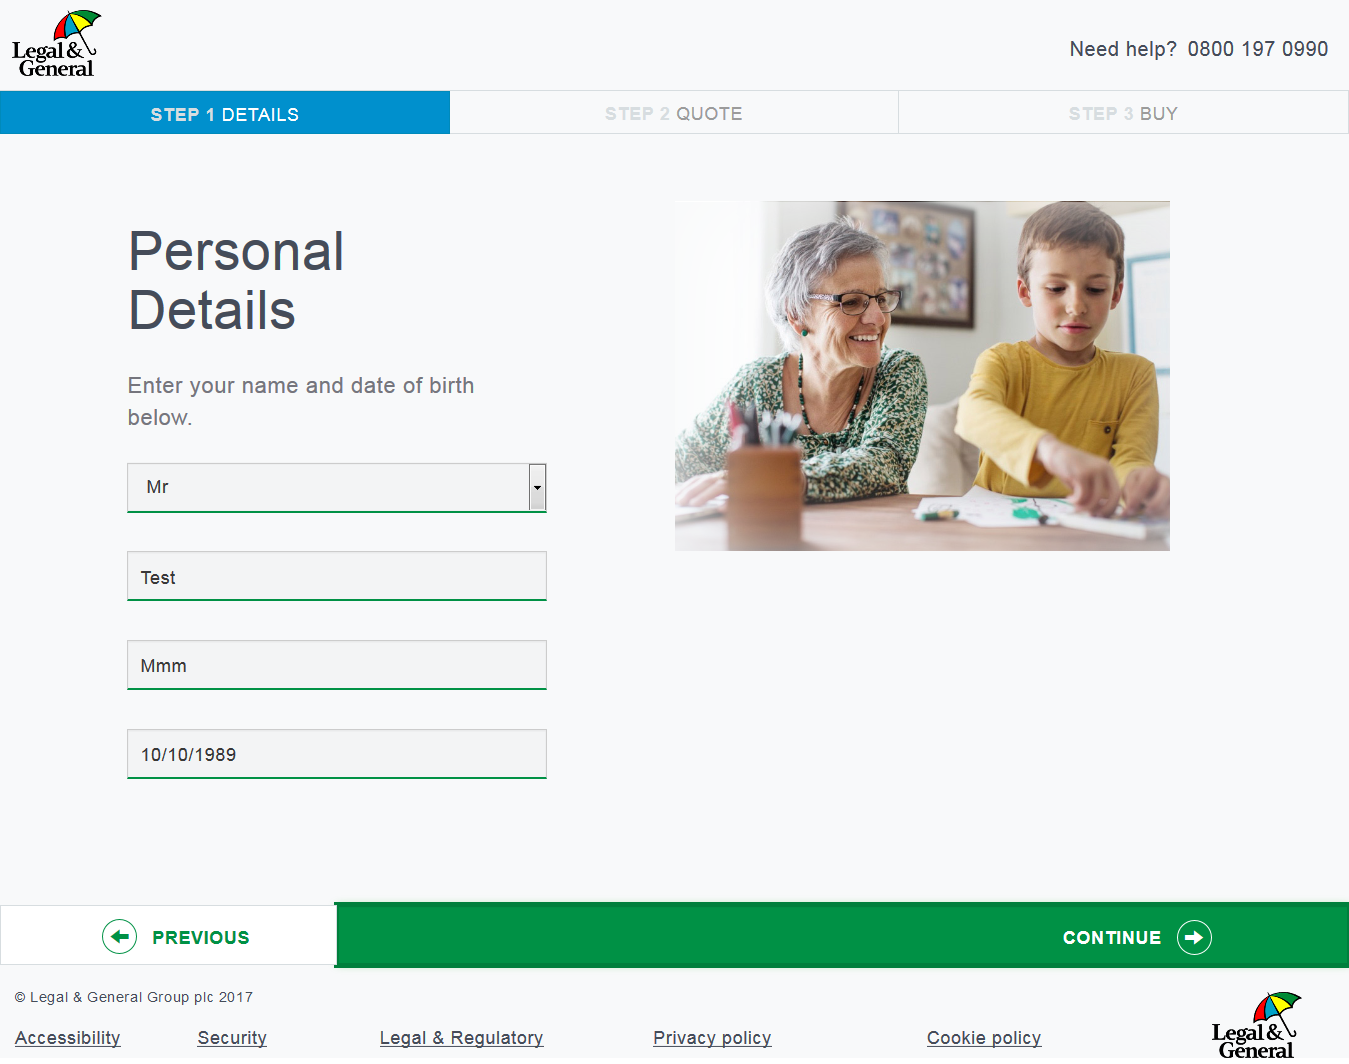 Legal &
General
Need help? 0800 197 0990
STEP 1 DETAILS
STEP 2 QUOTE
STEP 3 BUY
Personal
Details
Enter your name and date of birth
below.
Mr
Test
Mmm
10/10/1989
PREVIOUS
CONTINUE
© Legal & General Group plc 2017
Accessibility
Security
Legal & Regulatory
Privacy policy
Cookie policy
Legal &
General